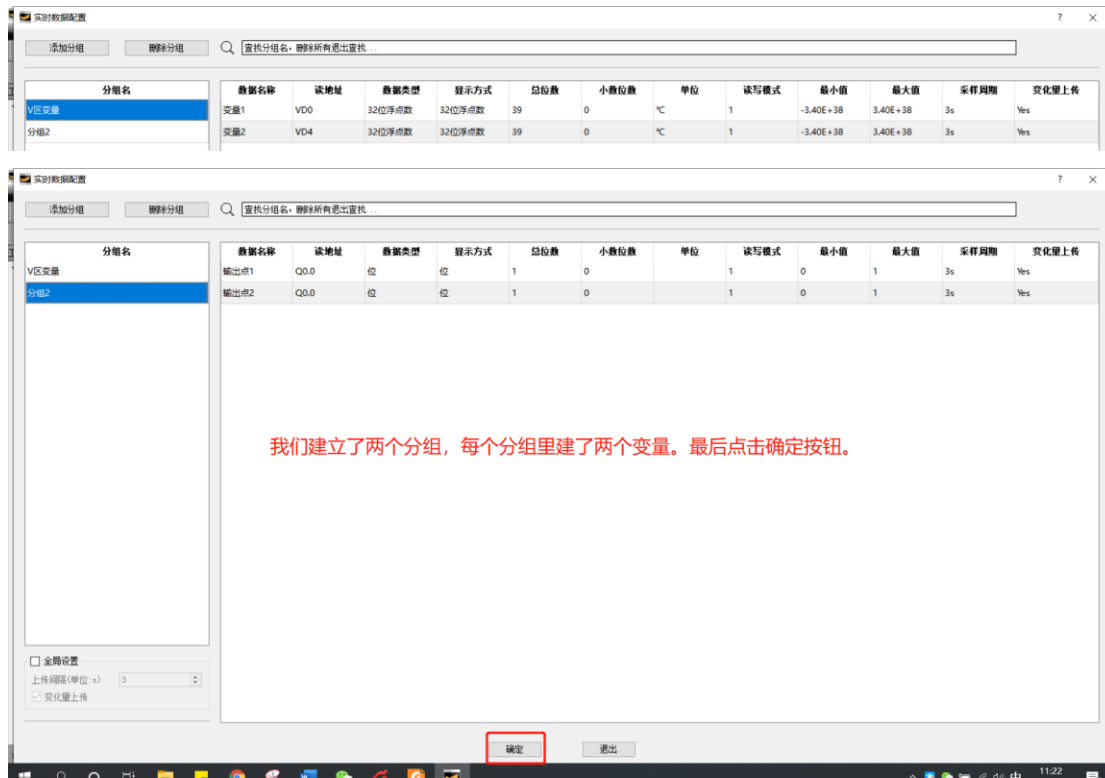 实时数据配置 ? ×
添加分组 删除分组 查找分组名,删除所有退出查找...
分组名 数据名称 读地址 数据类型 显示方式 总位数 小数位数 单位 读写模式 最小值 最大值 采样周期 变化里上传
V区变量 变量1 VD0 32位浮点数 32位浮点数 39 0 ℃ 1 -3.40E+38 3.40E+38 3s Yes
分组2 变量2 VD4 32位浮点数 32位浮点数 39 0 ℃ 1 -3.40E+38 3.40E+38 3s Yes
实时数据配置 ? ×
添加分组 删除分组 查找分组名,删除所有退出查找...
分组名 数据名称 读地址 数据类型 显示方式 总位数 小数位数 单位 读写模式 最小值 最大值 采样周期 变化里上传
V区变量 输出点1 Q0.0 位 位 1 0 1 0 1 3s Yes
分组2 输出点2 Q0.0 位 位 1 0 1 0 1 3s Yes
我们建立了两个分组,每个分组里建了两个变量。最后点击确定按钮。
全局设置
上传间隔(单位:s) 3
变化里上传
确定 退出
中 11:22